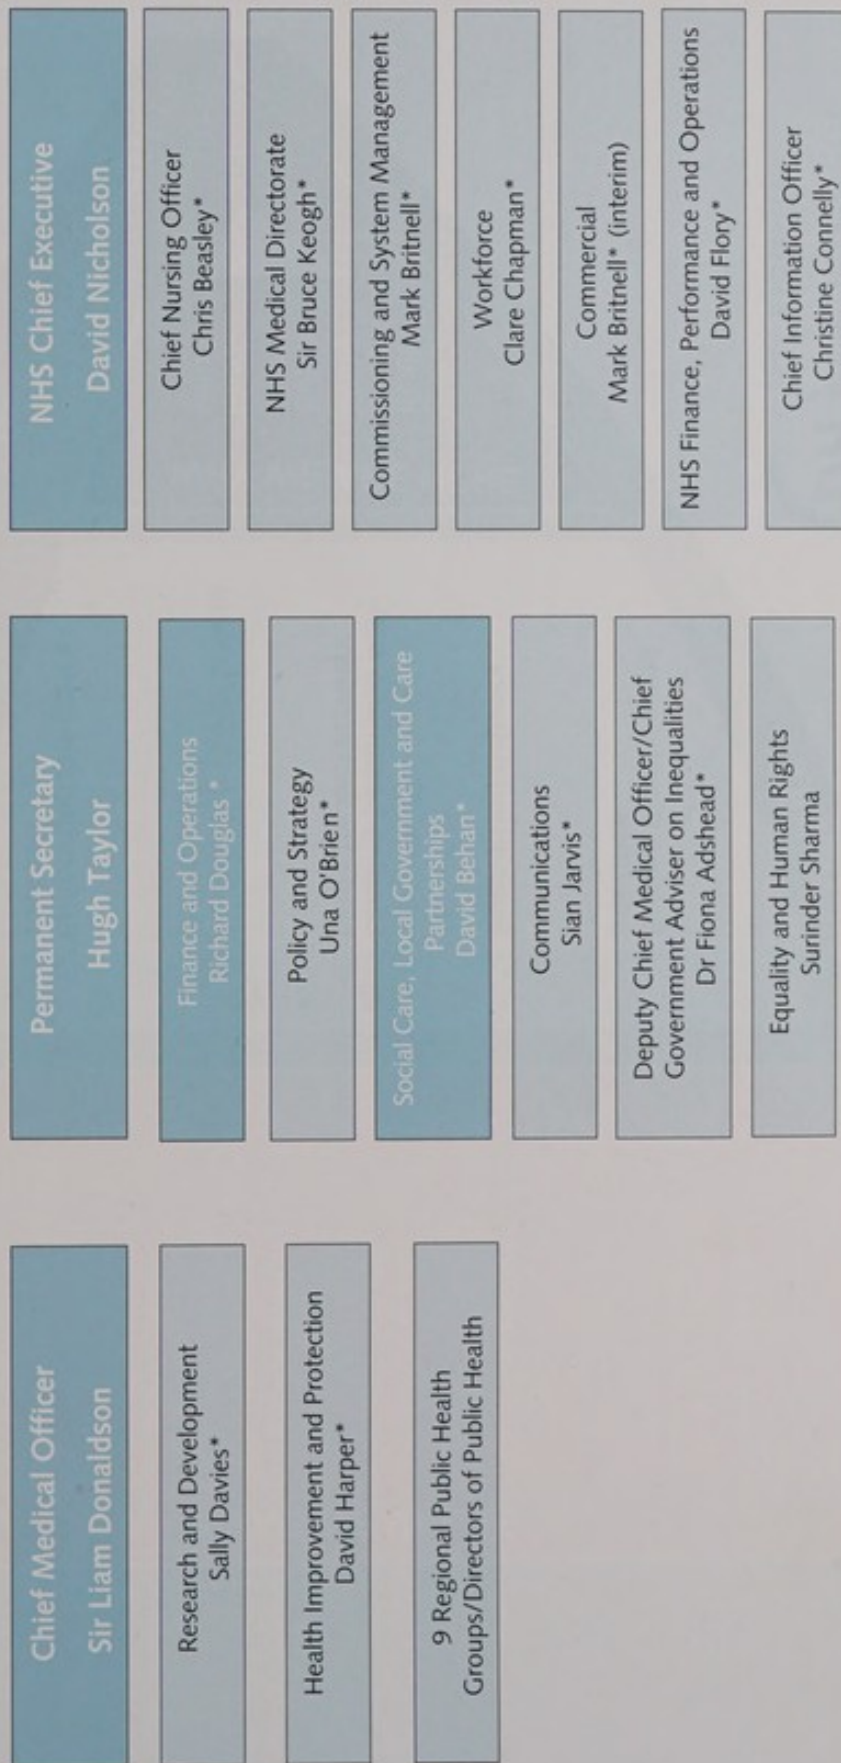 Chief Medical Officer
Sir Liam Donaldson
Research and Development
Sally Davies*
Health Improvement and Protection
David Harper*
9 Regional Public Health
Groups/Directors of Public Health
Permanent Secretary
Hugh Taylor
Finance and Operations
Richard Douglas *
Policy and Strategy
Una O'Brien*
Social Care, Local Government and Care
Partnerships
David Behan*
Communications
Sian Jarvis*
Deputy Chief Medical Officer/Chief
Government Adviser on Inequalities
Dr Fiona Adshead*
Equality and Human Rights
Surinder Sharma
NHS Chief Executive
David Nicholson
Chief Nursing Officer
Chris Beasley*
NHS Medical Directorate
Sir Bruce Keogh*
Commissioning and System Management
Mark Britnell*
Workforce
Clare Chapman*
Commercial
Mark Britnell* (interim)
NHS Finance, Performance and Operations
David Flory*
Chief Information Officer
Christine Connelly*